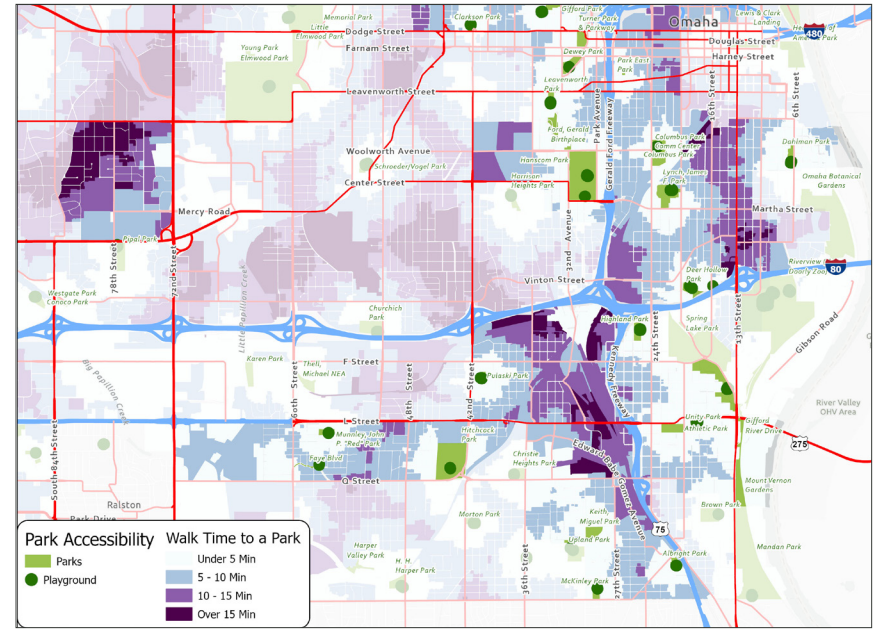 Memorial Park
Clarkson Park
Gifford Park
Turner Park
& Parkway
Omaha
Lewis & Clark
Landing
480
Little
Elmwood Park
Dodge Street
Farnam Street
Dewey Park
Douglas Street
Harney Street
Young Park
Elmwood Park
Park East
Park
Leavenworth
Park
Leavenworth Street
Park Avenue
Gerald Ford Freeway
16th Street
6th Street
Ford, Gerald
Birthplace
Columbus Park
Comm Center
Columbus Park
Dahlman Park
Woolworth Avenue
Schroeder/Vogel Park
Hanscom Park
Harrison
Heights Park
Lynch, James
"F" Park
Omaha Botanical
Gardens
Center Street
Mercy Road
Martha Street
78th Street
72nd Street
Pipal Park
32nd Avenue
Deer Hollow
Park
Riverview
Doorly Zoo
80
Vinton Street
Westgate Park
Conoco Park
Little Papillion Creek
Churchich
Park
Highland Park
24th Street
Spring
Lake Park
13th Street
Gibson Road
Big Papillion Creek
Karen Park
Thell,
Michael NEA
F Street
Kennedy Freeway
60th Street
48th Street
42nd Street
Pulaski Park
River Valley
OHV Area
L Street
Hitchcock
Park
Unity Park
Athletic Park
Gifford
River Drive
275
Munsley, John
P. "Red" Park
Faye Blvd
Christie
Heights Park
Edward Babe Gomez Avenue
South 84th Street
Q Street
Mount Vernon
Gardens
Ralston
Park Drive
Morton Park
Keith,
Miguel Park
Brown Park
75
Upland Park
Mandan Park
Harper
Valley Park
H. H.
Harper Park
36th Street
27th Street
Albright Park
McKinley Park
Park Accessibility
Parks
Playground
Walk Time to a Park
Under 5 Min
5 - 10 Min
10 - 15 Min
Over 15 Min